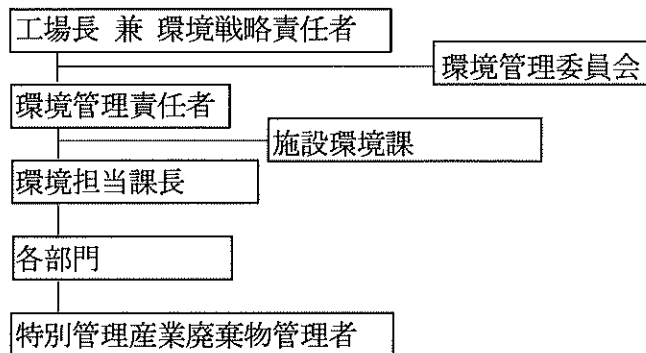 工場長 兼 環境戦略責任者
環境管理委員会
環境管理責任者
施設環境課
環境担当課長
各部門
特別管理産業廃棄物管理者